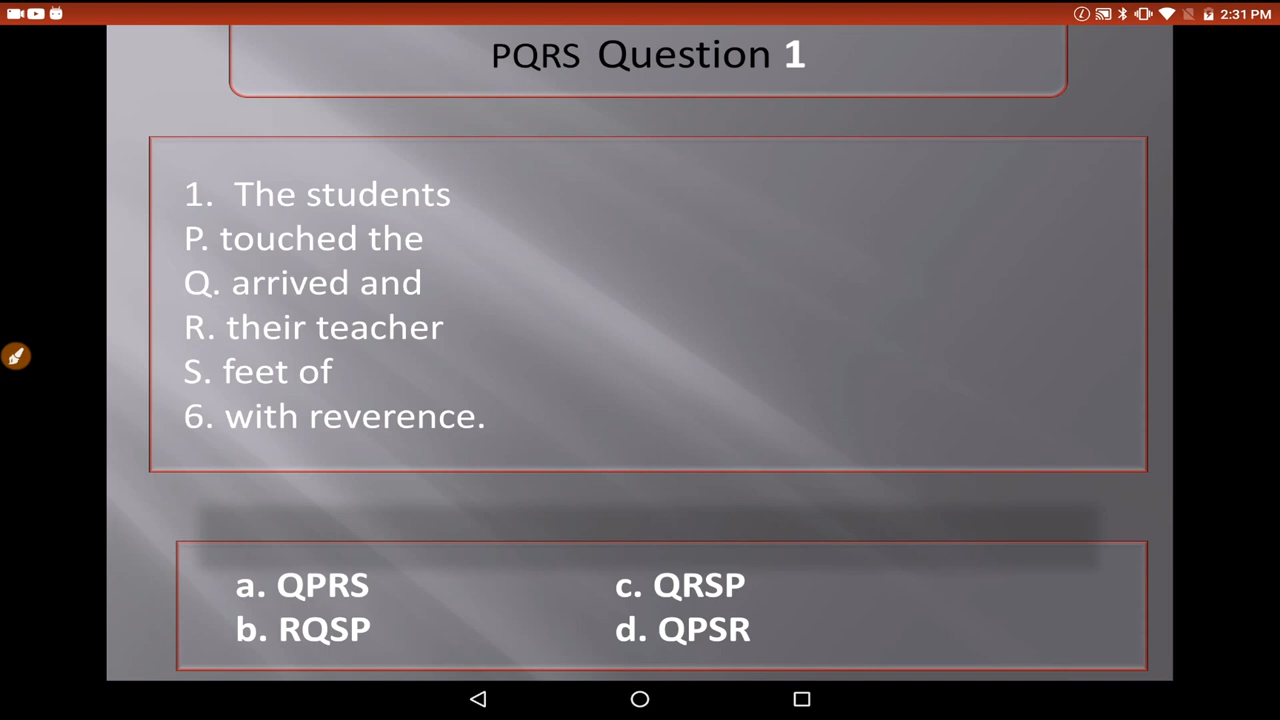 2:31 PM
PQRS Question 1
1. The students
P. touched the
Q. arrived and
R. their teacher
S. feet of
6. with reverence.
a. QPRS
c. QRSP
b. RQSP
d. QPSR